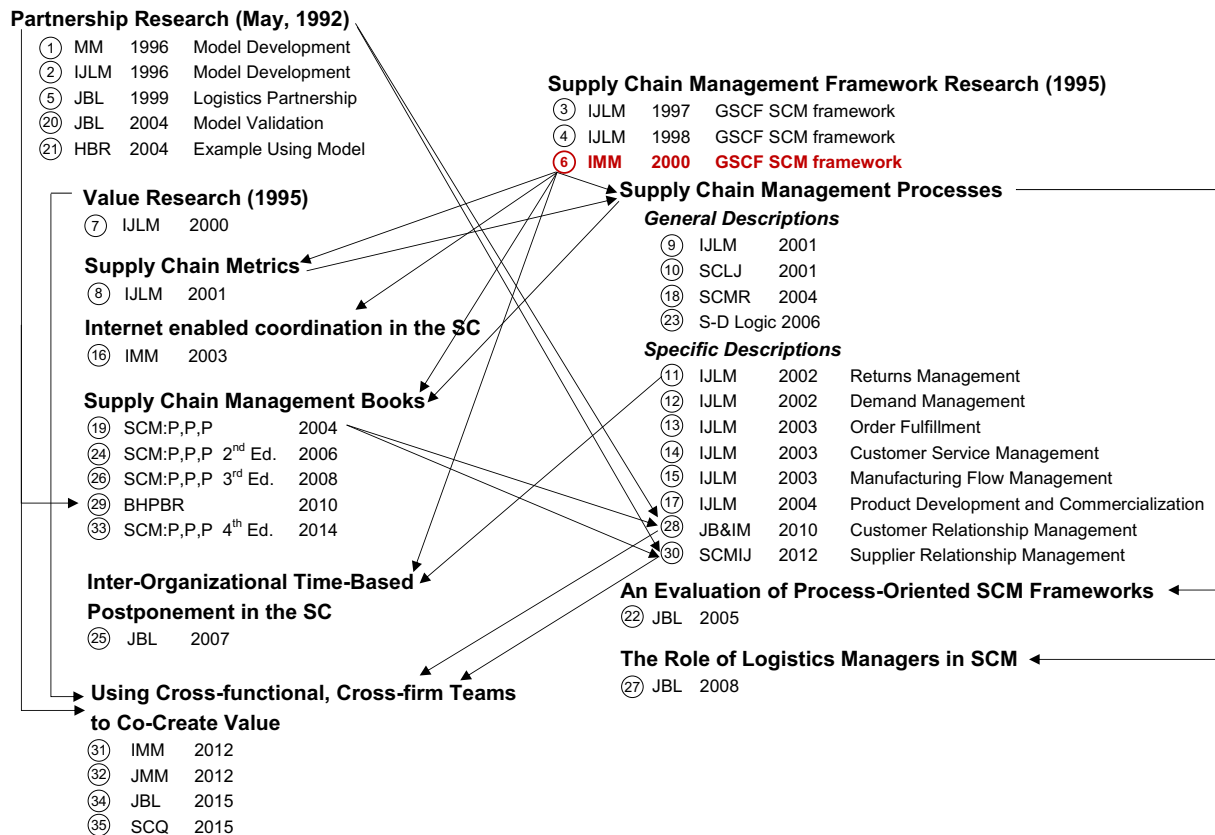 Partnership Research (May, 1992)
1 MM 1996 Model Development
2 IJLM 1996 Model Development
5 JBL 1999 Logistics Partnership
20 JBL 2004 Model Validation
21 HBR 2004 Example Using Model
Value Research (1995)
7 IJLM 2000
Supply Chain Metrics
8 IJLM 2001
Internet enabled coordination in the SC
16 IMM 2003
Supply Chain Management Books
19 SCM:P,P,P 2004
24 SCM:P,P,P 2nd Ed. 2006
26 SCM:P,P,P 3rd Ed. 2008
29 BHPBR 2010
33 SCM:P,P,P 4th Ed. 2014
Inter-Organizational Time-Based
Postponement in the SC
25 JBL 2007
Using Cross-functional, Cross-firm Teams
to Co-Create Value
31 IMM 2012
32 JMM 2012
34 JBL 2015
35 SCQ 2015
Supply Chain Management Framework Research (1995)
3 IJLM 1997 GSCF SCM framework
4 IJLM 1998 GSCF SCM framework
6 IMM 2000 GSCF SCM framework
Supply Chain Management Processes
General Descriptions
9 IJLM 2001
10 SCLJ 2001
18 SCMR 2004
23 S-D Logic 2006
Specific Descriptions
11 IJLM 2002 Returns Management
12 IJLM 2002 Demand Management
13 IJLM 2003 Order Fulfillment
14 IJLM 2003 Customer Service Management
15 IJLM 2003 Manufacturing Flow Management
17 IJLM 2004 Product Development and Commercialization
28 JB&IM 2010 Customer Relationship Management
30 SCMIJ 2012 Supplier Relationship Management
An Evaluation of Process-Oriented SCM Frameworks
22 JBL 2005
The Role of Logistics Managers in SCM
27 JBL 2008